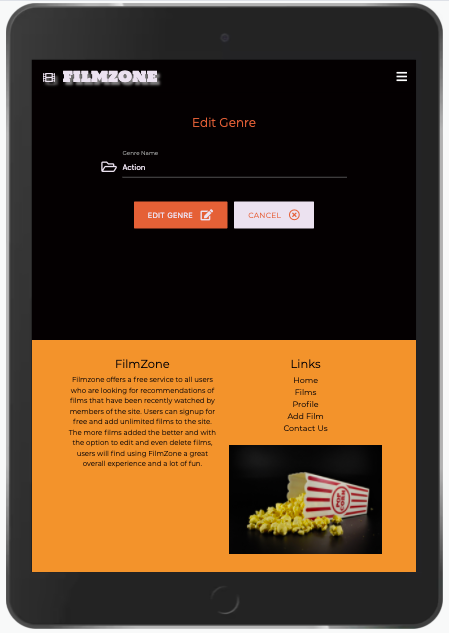 FILMZONE
Edit Genre
Genre Name
Action
EDIT GENRE
CANCEL
FilmZone
Filmzone offers a free service to all users
who are looking for recommendations of
films that have been recently watched by
members of the site. Users can signup for
free and add unlimited films to the site.
The more films added the better and with
the option to edit and even delete films,
users will find using FilmZone a great
overall experience and a lot of fun.
Links
Home
Films
Profile
Add Film
Contact Us
POP CORN